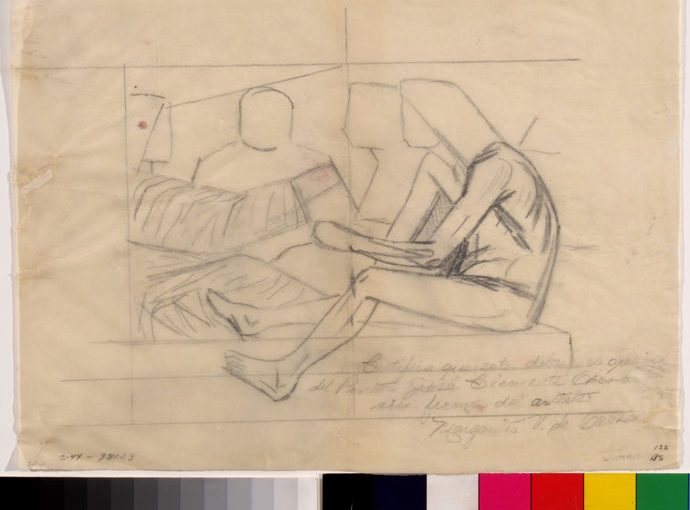 Certifico que este dibujo es original
del Pintor José Clemente Orozco
sin firma del artista
Margarita V. de Orozco
135